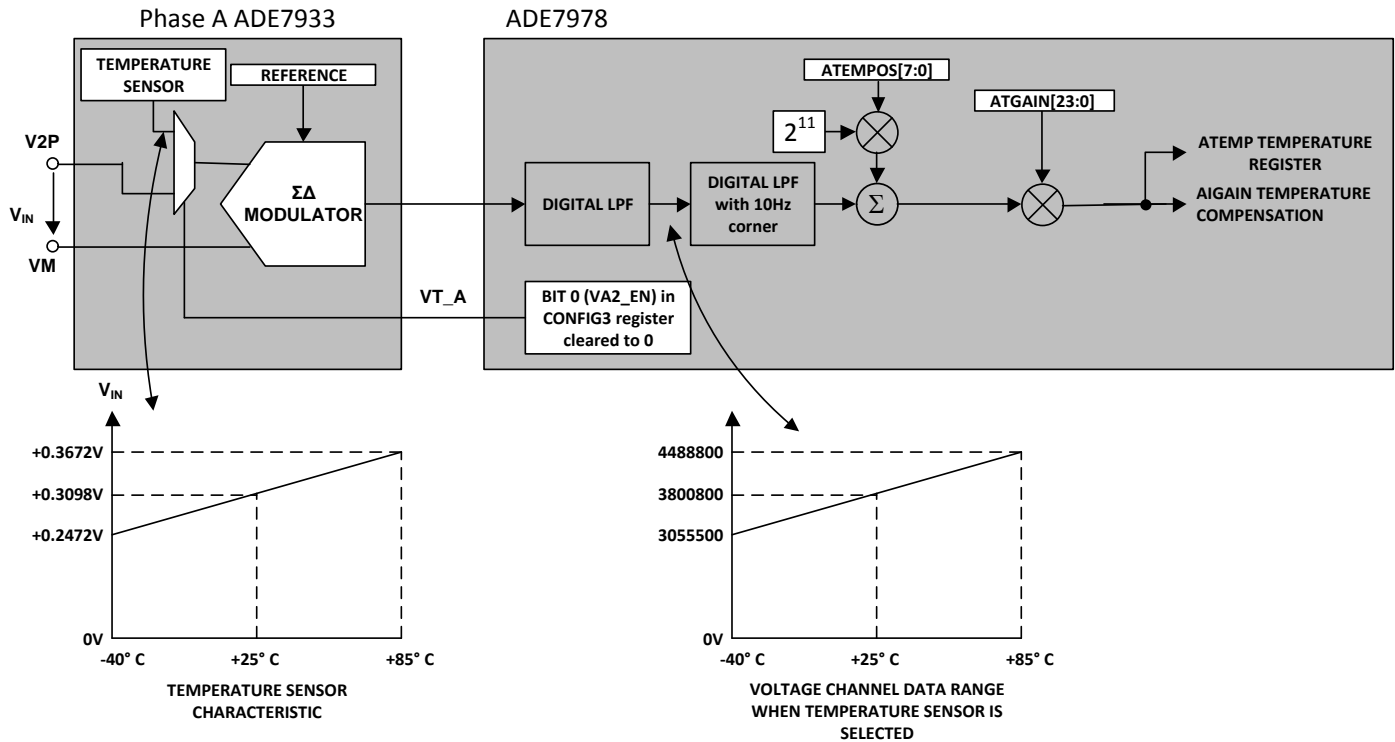 Phase A ADE7933
ADE7978
TEMPERATURE
SENSOR
REFERENCE
V2P
V_IN
VM
ΣΔ
MODULATOR
VT_A
DIGITAL LPF
DIGITAL LPF
with 10Hz
corner
2^11
ATEMPOS[7:0]
Σ
ATGAIN[23:0]
ATEMP TEMPERATURE
REGISTER
AIGAIN TEMPERATURE
COMPENSATION
BIT 0 (VA2_EN) in
CONFIG3 register
cleared to 0
V_IN
+0.3672V
+0.3098V
+0.2472V
0V
-40° C
+25° C
+85° C
TEMPERATURE SENSOR
CHARACTERISTIC
4488800
3800800
3055500
0V
-40° C
+25° C
+85° C
VOLTAGE CHANNEL DATA RANGE
WHEN TEMPERATURE SENSOR IS
SELECTED